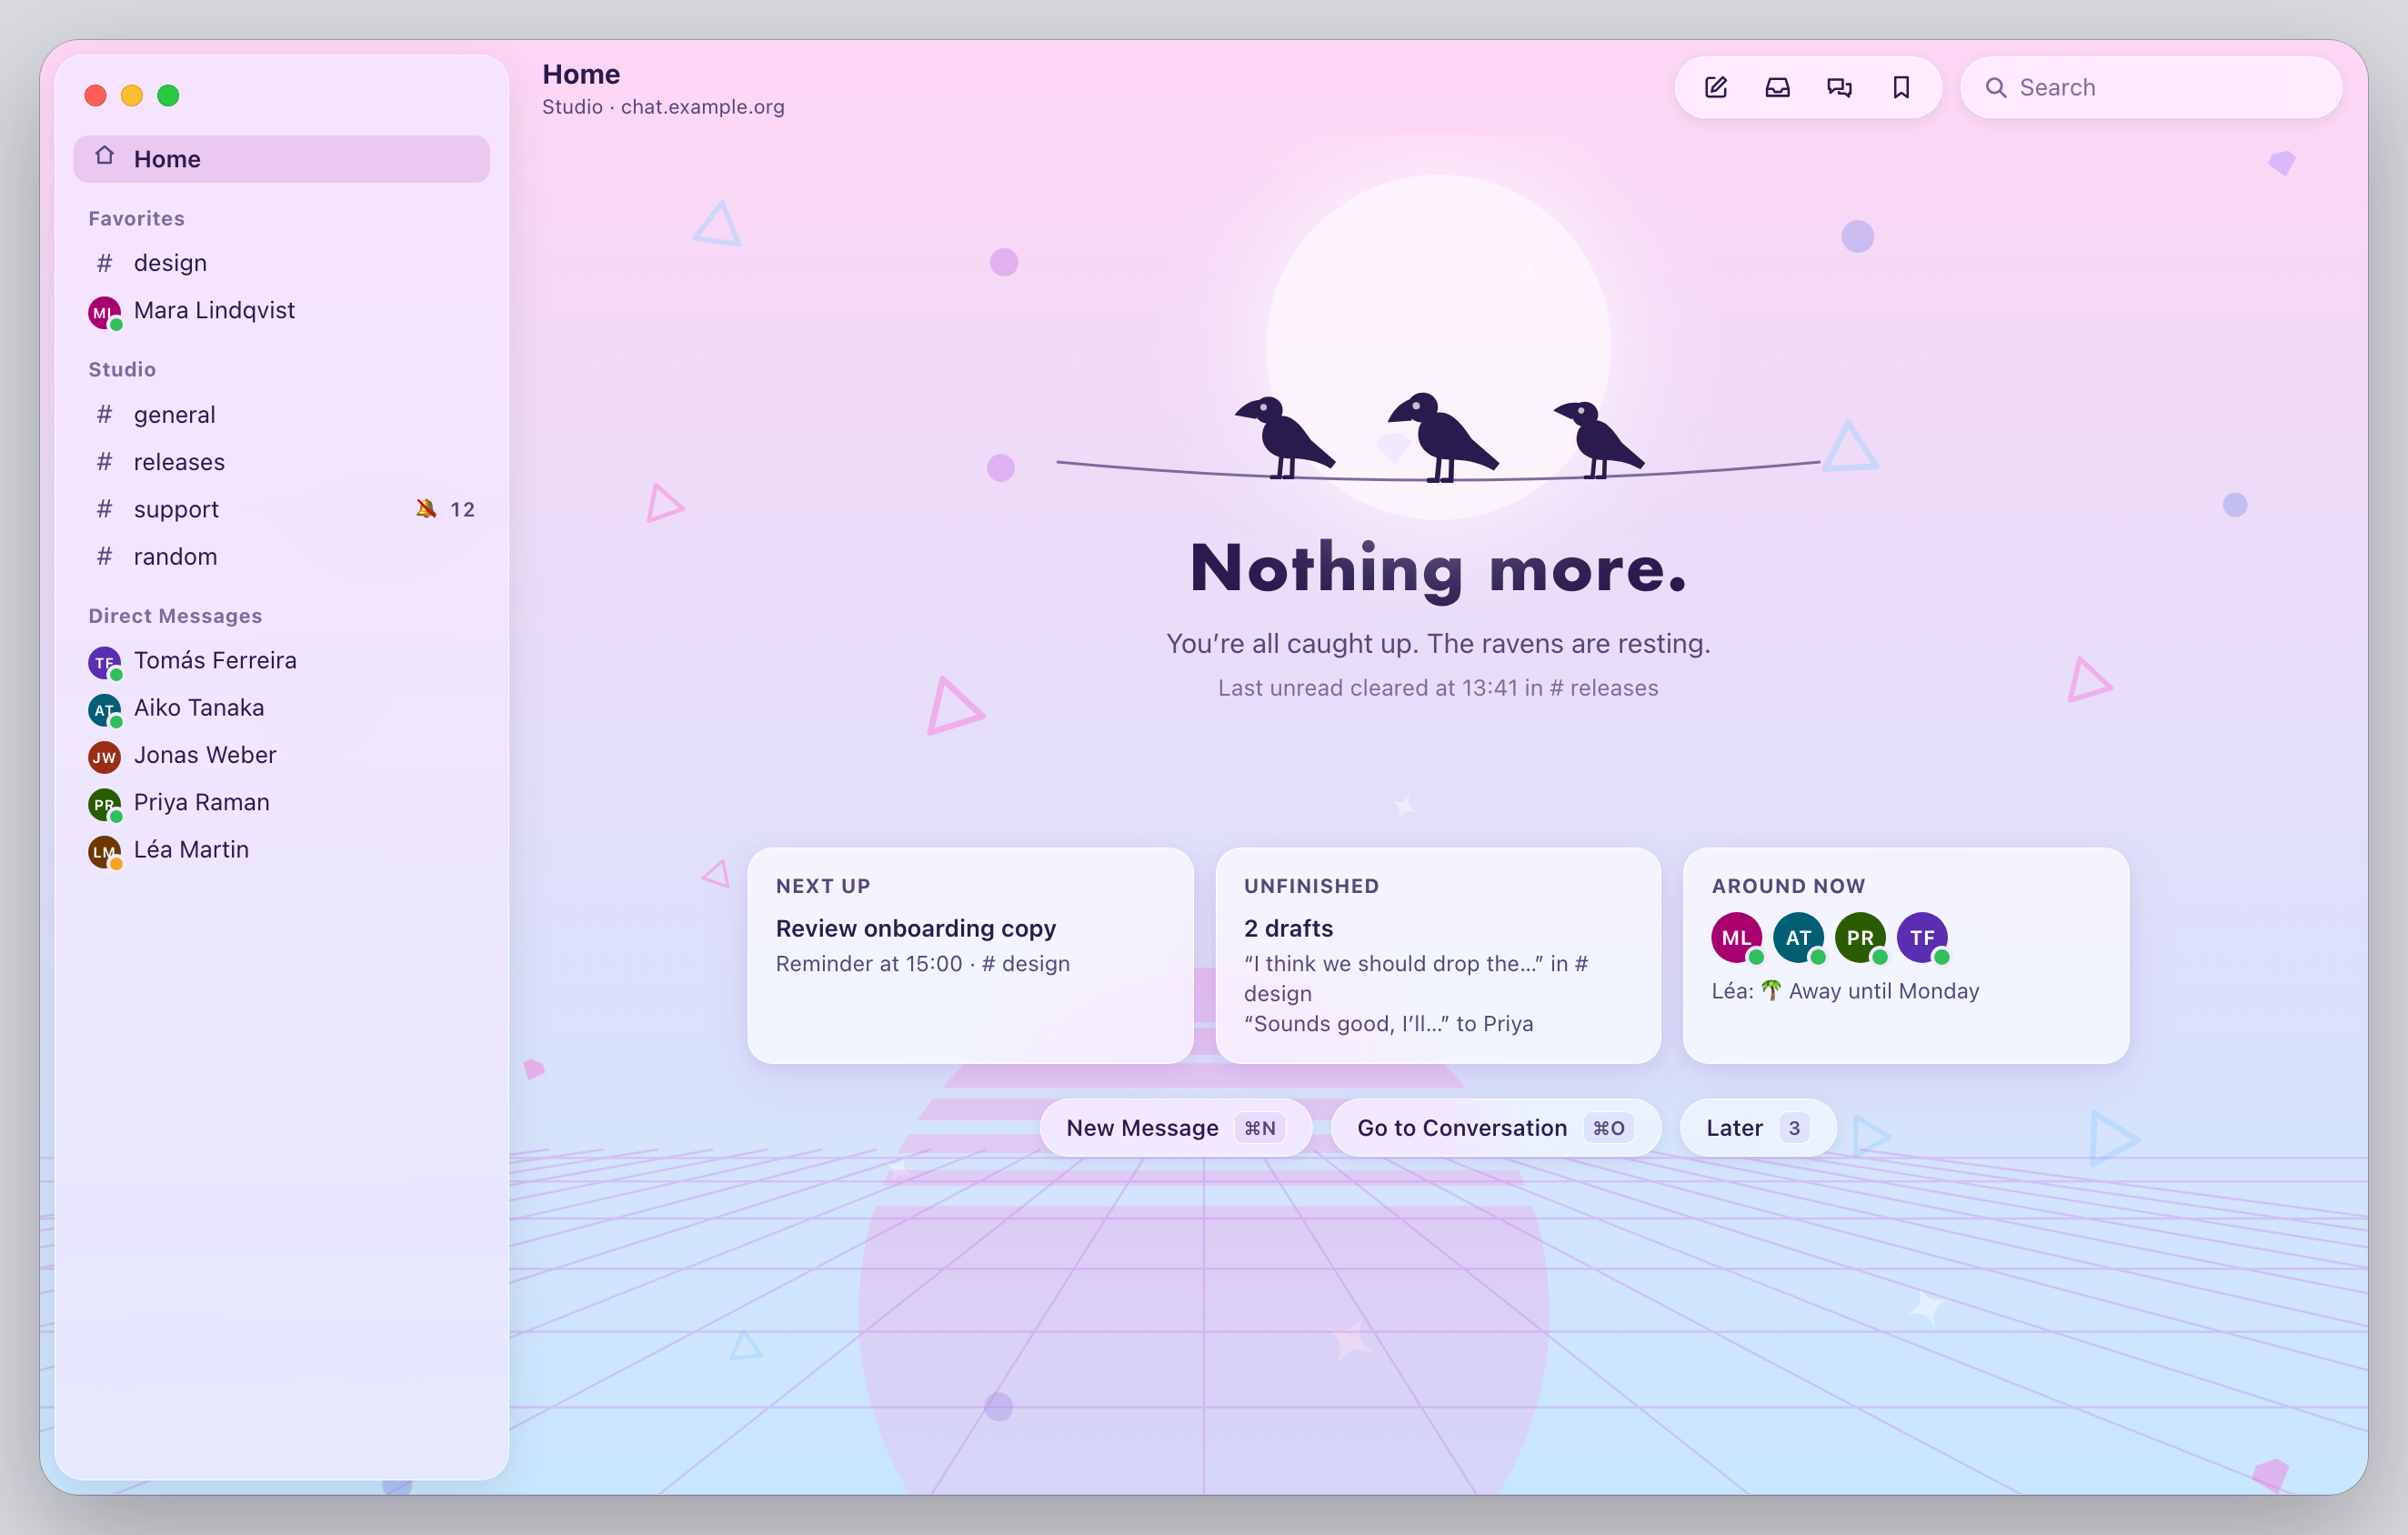 Home
Favorites
# design
ML Mara Lindqvist
Studio
# general
# releases
# support 12
# random
Direct Messages
TF Tomás Ferreira
AT Aiko Tanaka
JW Jonas Weber
PR Priya Raman
LM Léa Martin
Home
Studio · chat.example.org
Search
Nothing more.
You’re all caught up. The ravens are resting.
Last unread cleared at 13:41 in # releases
NEXT UP
Review onboarding copy
Reminder at 15:00 · # design
UNFINISHED
2 drafts
“I think we should drop the…” in #
design
“Sounds good, I’ll…” to Priya
AROUND NOW
ML AT PR TF
Léa: 🌴 Away until Monday
New Message ⌘N
Go to Conversation ⌘O
Later 3